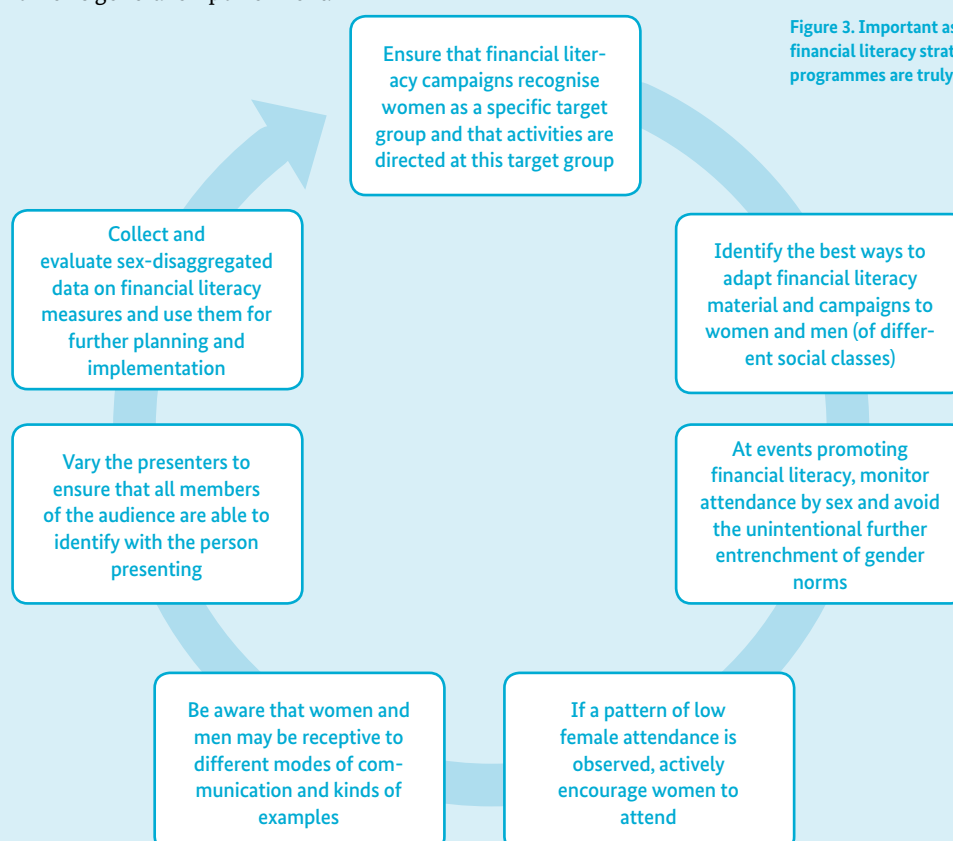 Ensure that financial liter-
acy campaigns recognise
women as a specific target
group and that activities are
directed at this target group
Figure 3. Important
financial literacy
programmes are truly
Identify the best ways to
adapt financial literacy
material and campaigns to
women and men (of differ-
ent social classes)
At events promoting
financial literacy, monitor
attendance by sex and avoid
the unintentional further
entrenchment of gender
norms
If a pattern of low
female attendance is
observed, actively
encourage women to
attend
Be aware that women and
men may be receptive to
different modes of com-
munication and kinds of
examples
Vary the presenters to
ensure that all members
of the audience are able to
identify with the person
presenting
Collect and
evaluate sex-disaggregated
data on financial literacy
measures and use them for
further planning and
implementation